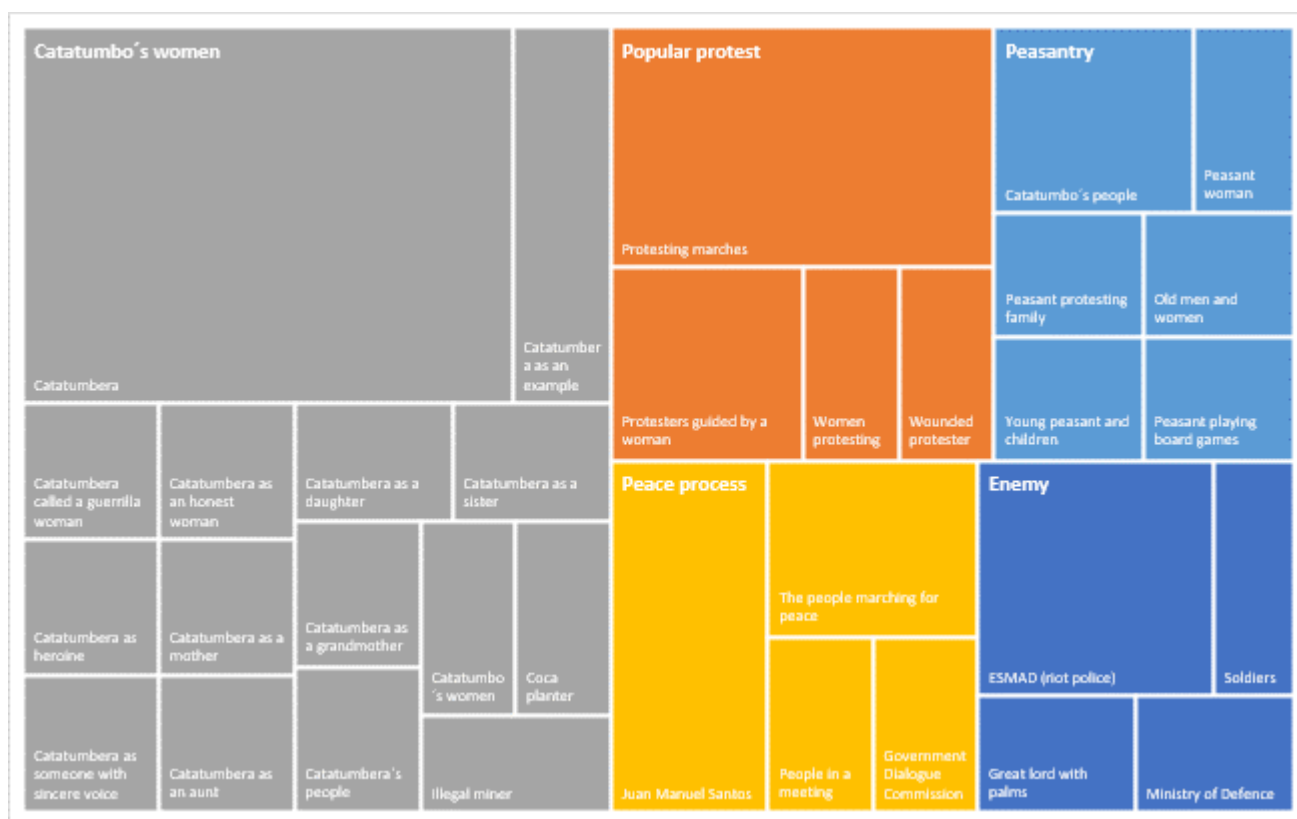 Catatumbo´s women
Catatumbera
Catatumber
a as an
example
Catatumbera
called a guerrilla
woman
Catatumbera as
an honest
woman
Catatumbera as a
daughter
Catatumbera as a
sister
Catatumbera as
heroine
Catatumbera as a
mother
Catatumbera as
a grandmother
Catatumbo
´s women
Coca
planter
Catatumbera as
someone with
sincere voice
Catatumbera as
an aunt
Catatumbera's
people
Illegal miner
Popular protest
Protesting marches
Protesters guided by a
woman
Women
protesting
Wounded
protester
Peasantry
Catatumbo´s people
Peasant
woman
Peasant protesting
family
Old men and
women
Young peasant and
children
Peasant playing
board games
Peace process
Juan Manuel Santos
The people marching for
peace
People in a
meeting
Government
Dialogue
Commission
Enemy
ESMAD (riot police)
Soldiers
Great lord with
palms
Ministry of Defence